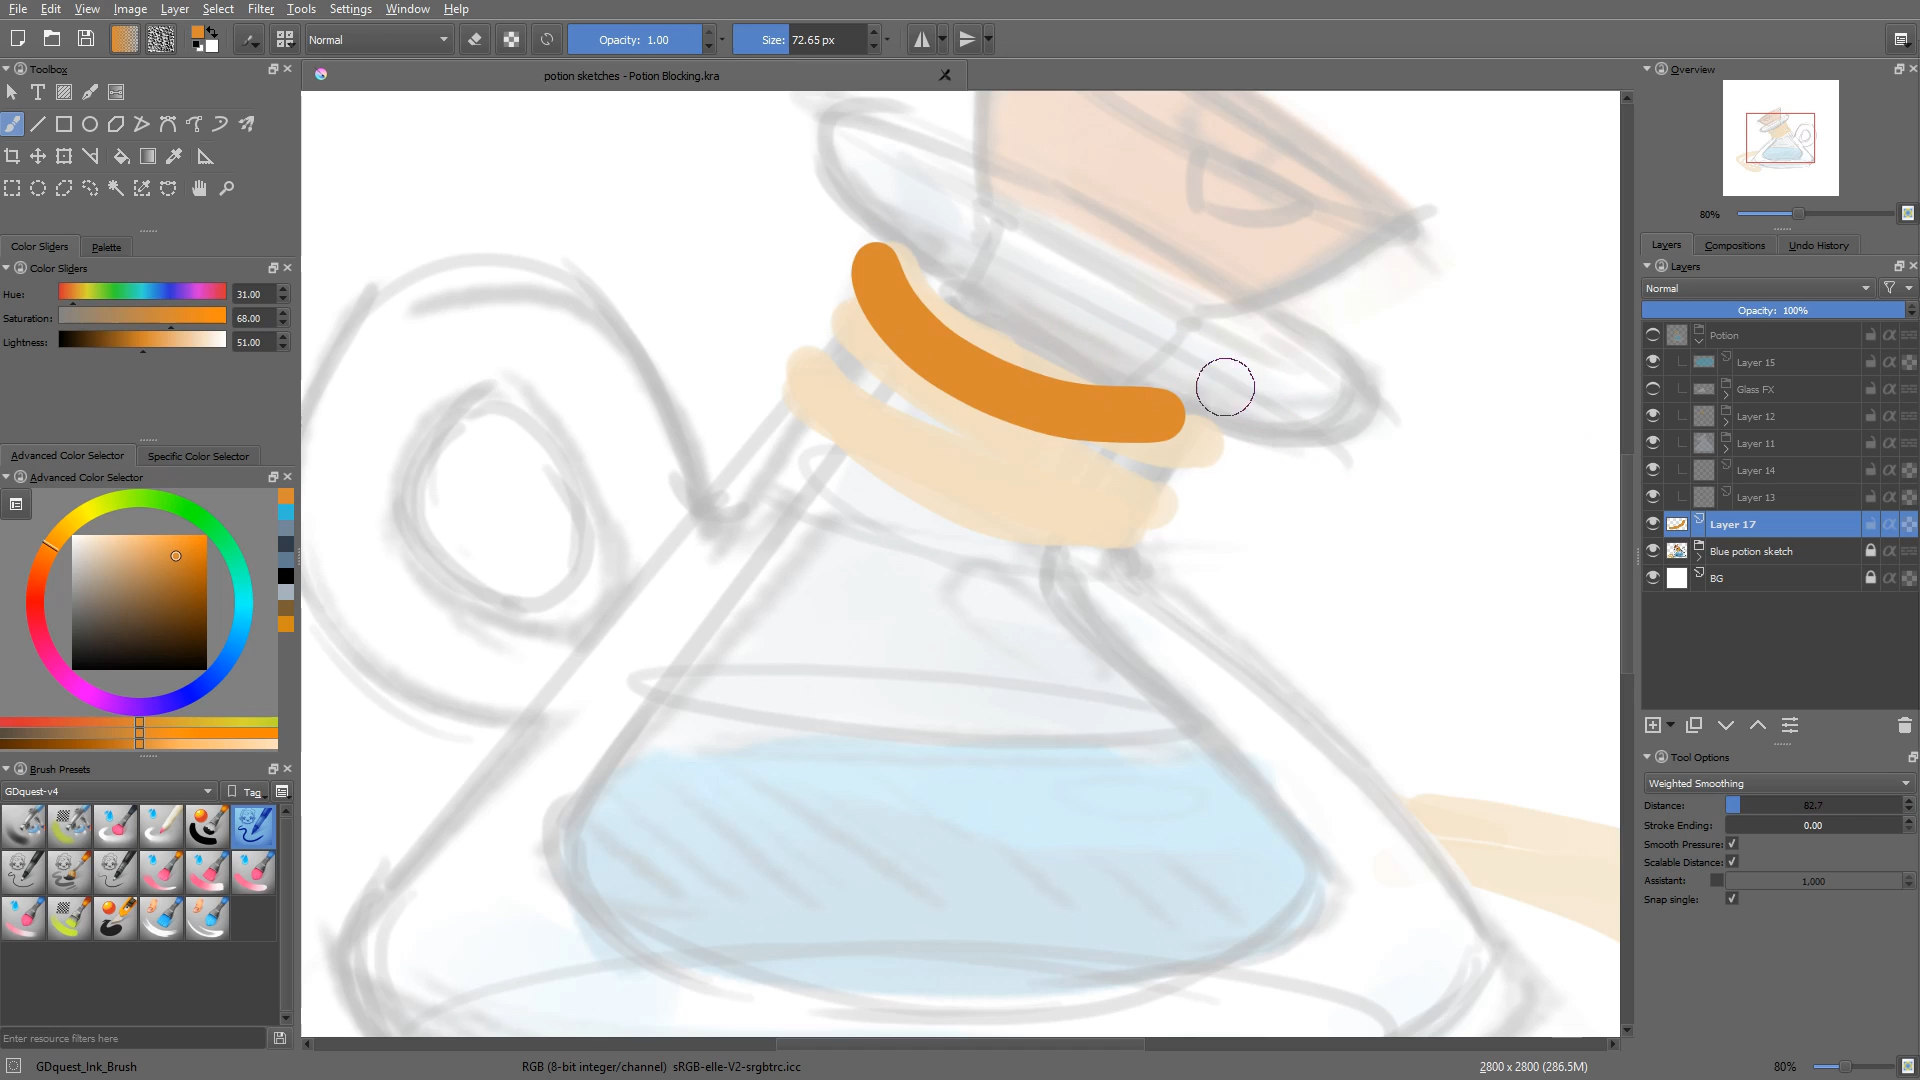 File Edit View Image Layer Select Filter Tools Settings Window Help
Normal Opacity: 1.00 Size: 72.65 px
potion sketches - Potion Blocking.kra
Toolbox
Color Sliders Palette
Color Sliders
Hue: 31.00
Saturation: 68.00
Lightness: 51.00
Advanced Color Selector Specific Color Selector
Advanced Color Selector
Brush Presets
GDquest-v4 Tag
Enter resource filters here
GDquest_Ink_Brush
RGB (8-bit integer/channel) sRGB-elle-V2-srgbtrc.icc
2800 x 2800 (286.5M)
80%
Overview
80%
Layers Compositions Undo History
Layers
Normal
Opacity: 100%
Potion
Layer 15
Glass FX
Layer 12
Layer 11
Layer 14
Layer 13
Layer 17
Blue potion sketch
BG
Tool Options
Weighted Smoothing
Distance: 82.7
Stroke Ending: 0.00
Smooth Pressure:
Scalable Distance:
Assistant: 1,000
Snap single: